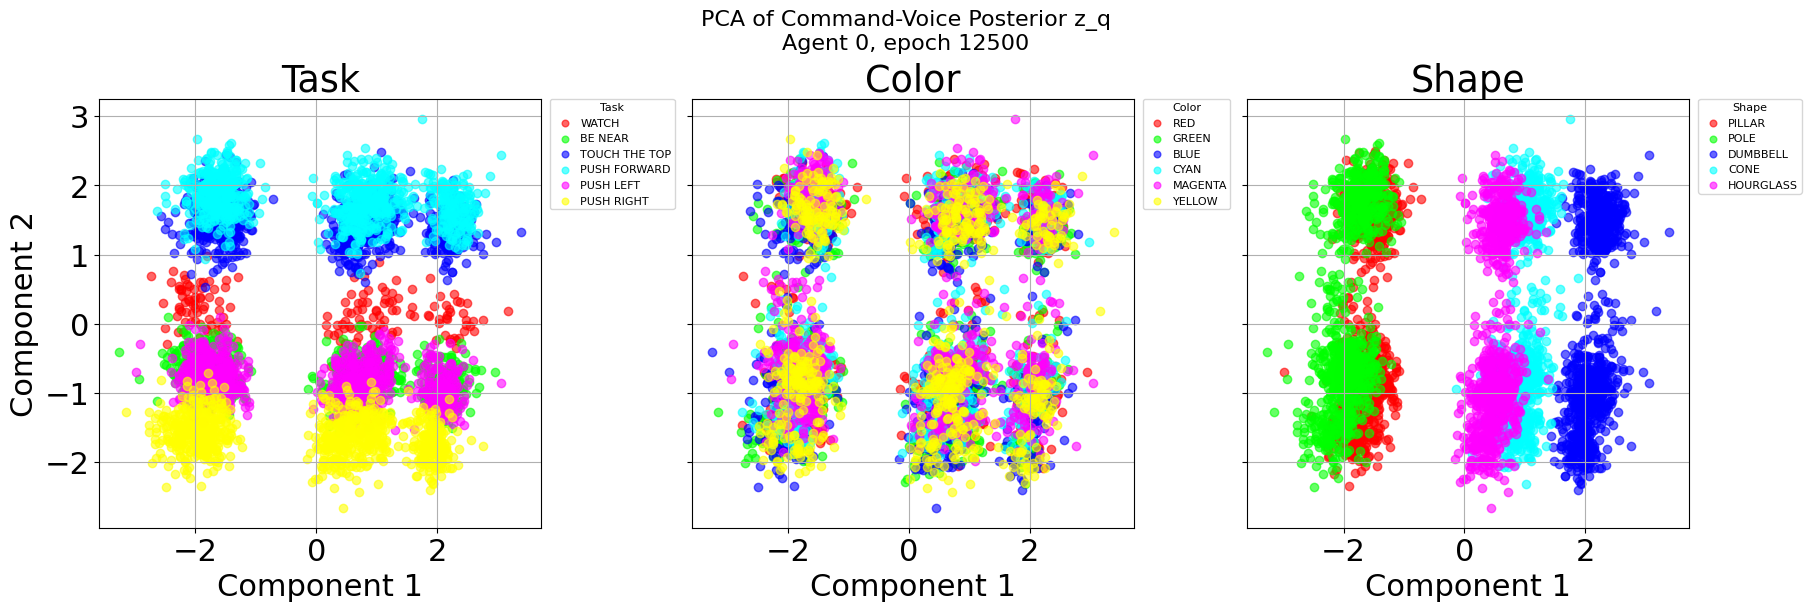 PCA of Command-Voice Posterior z_q
Agent 0, epoch 12500
Task
Component 2
3
2
1
0
−1
−2
−2 0 2
Component 1
Task
WATCH
BE NEAR
TOUCH THE TOP
PUSH FORWARD
PUSH LEFT
PUSH RIGHT
Color
−2 0 2
Component 1
Color
RED
GREEN
BLUE
CYAN
MAGENTA
YELLOW
Shape
−2 0 2
Component 1
Shape
PILLAR
POLE
DUMBBELL
CONE
HOURGLASS